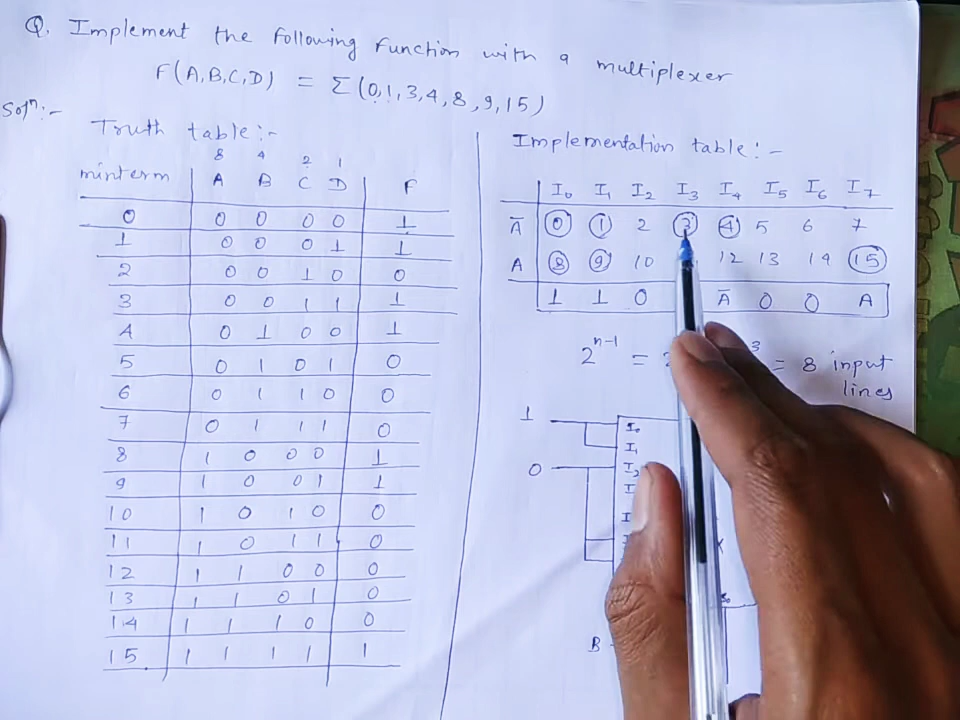 Q. Implement the following function with a multiplexer
F(A,B,C,D) = Σ(0,1,3,4,8,9,15)
Solⁿ:-
Truth table:-
8 4 2 1
minterm A B C D F
0 0 0 0 0 1
1 0 0 0 1 1
2 0 0 1 0 0
3 0 0 1 1 1
4 0 1 0 0 1
5 0 1 0 1 0
6 0 1 1 0 0
7 0 1 1 1 0
8 1 0 0 0 1
9 1 0 0 1 1
10 1 0 1 0 0
11 1 0 1 1 0
12 1 1 0 0 0
13 1 1 0 1 0
14 1 1 1 0 0
15 1 1 1 1 1
Implementation table:-
I₀ I₁ I₂ I₃ I₄ I₅ I₆ I₇
Ā 0 1 2 3 4 5 6 7
A 8 9 10 12 13 14 15
1 1 0 Ā 0 0 A
2ⁿ⁻¹ = 2 ³ = 8 input
lines
1 I₀
I₁
0 I₂
I
I
S₀
B